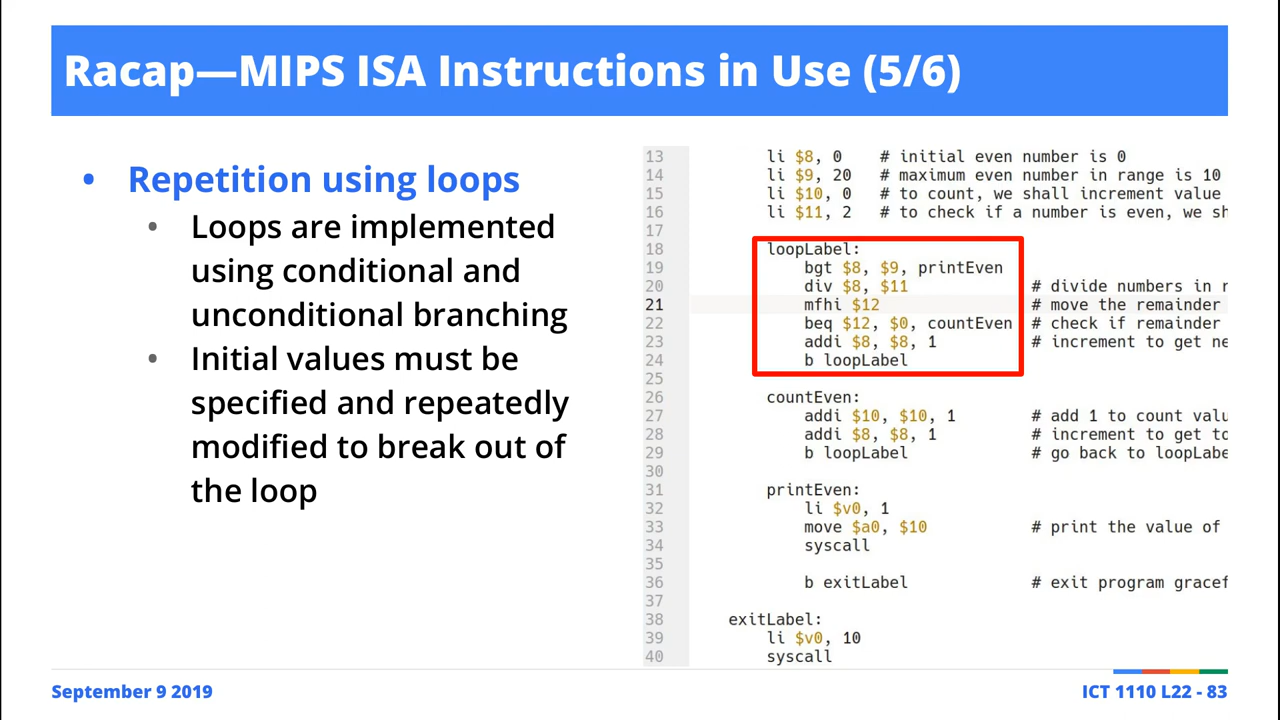 Racap—MIPS ISA Instructions in Use (5/6)
• Repetition using loops
• Loops are implemented
using conditional and
unconditional branching
• Initial values must be
specified and repeatedly
modified to break out of
the loop
13 li $8, 0 # initial even number is 0
14 li $9, 20 # maximum even number in range is 10
15 li $10, 0 # to count, we shall increment value
16 li $11, 2 # to check if a number is even, we
17
18 loopLabel:
19 bgt $8, $9, printEven
20 div $8, $11 # divide numbers in
21 mfhi $12 # move the remainder
22 beq $12, $0, countEven # check if remainder
23 addi $8, $8, 1 # increment to get
24 b loopLabel
25
26 countEven:
27 addi $10, $10, 1 # add 1 to count
28 addi $8, $8, 1 # increment to get
29 b loopLabel # go back to
30
31 printEven:
32 li $v0, 1
33 move $a0, $10 # print the value of
34 syscall
35
36 b exitLabel # exit program
37
38 exitLabel:
39 li $v0, 10
40 syscall
September 9 2019
ICT 1110 L22 - 83